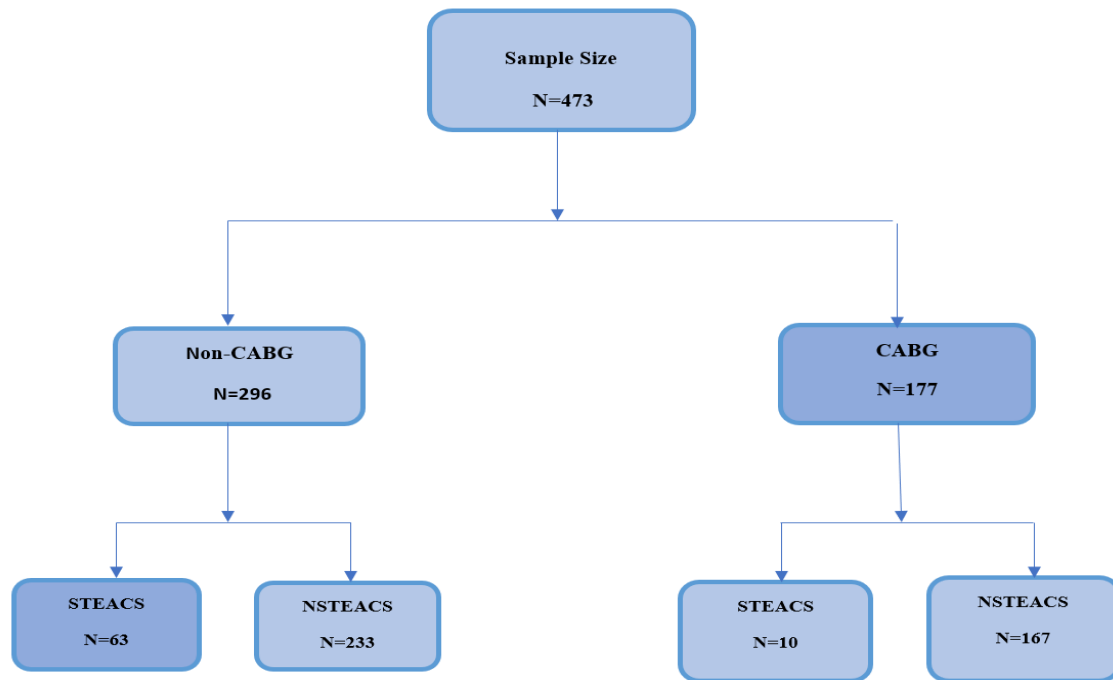 Sample Size
N=473
Non-CABG
N=296
CABG
N=177
STEACS
N=63
NSTEACS
N=233
STEACS
N=10
NSTEACS
N=167